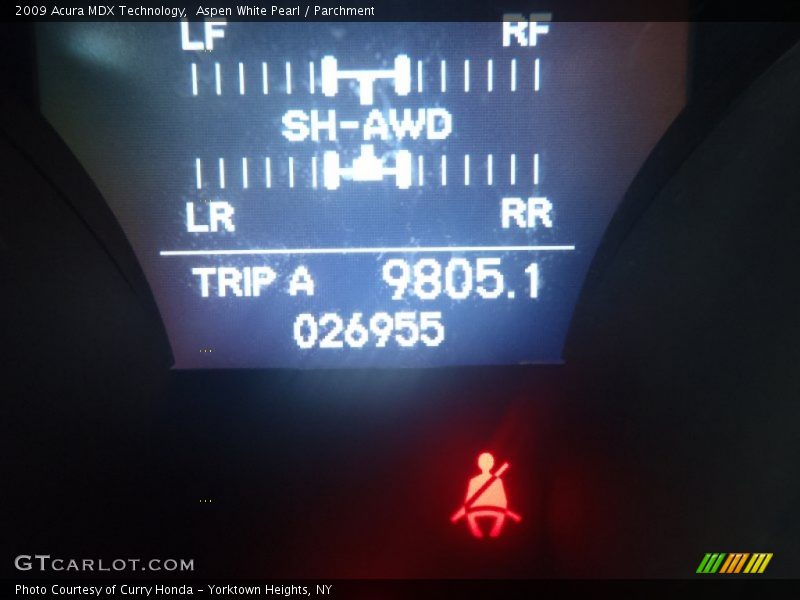 2009 Acura MDX Technology,  Aspen White Pearl / Parchment
LF RF
SH-AWD
LR RR
TRIP A 9805.1
026955
GTCARLOT.COM
Photo Courtesy of Curry Honda - Yorktown Heights, NY